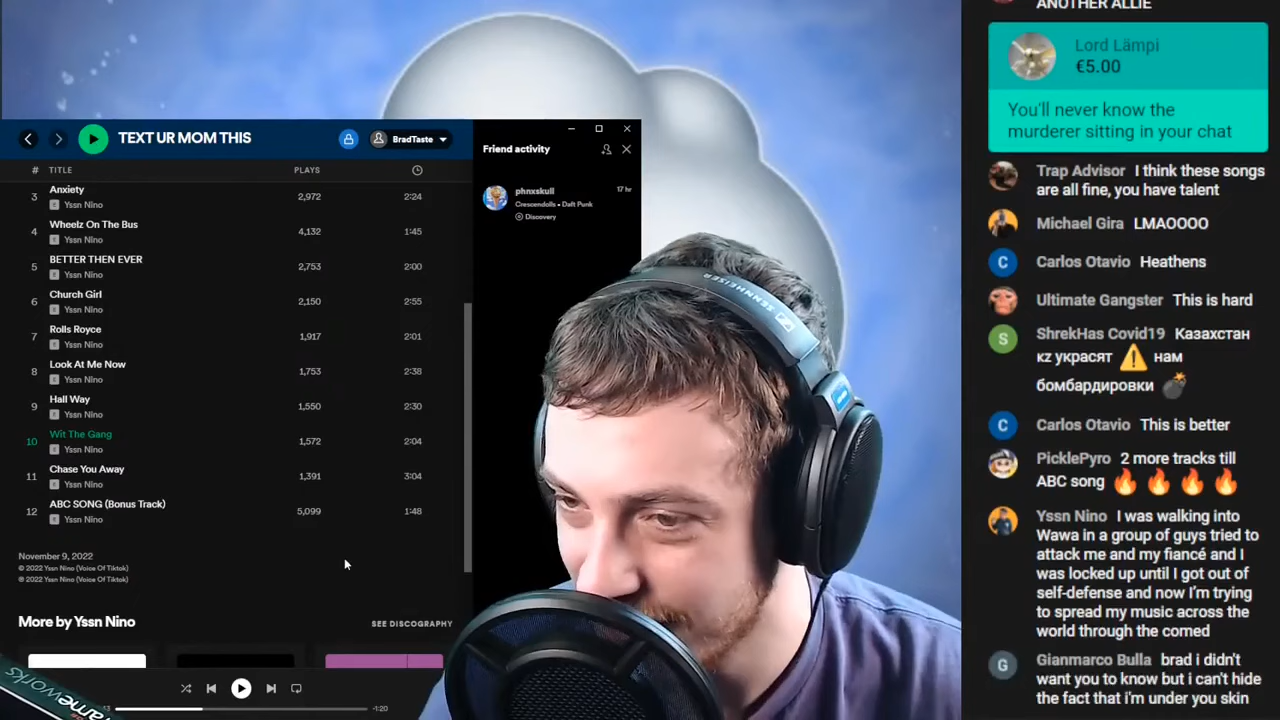 TEXT UR MOM THIS
BradTaste
# TITLE PLAYS
3 Anxiety 2,972 2:24
Yssn Nino
4 Wheelz On The Bus 4,132 1:45
Yssn Nino
5 BETTER THEN EVER 2,753 2:00
Yssn Nino
6 Church Girl 2,150 2:55
Yssn Nino
7 Rolls Royce 1,917 2:01
Yssn Nino
8 Look At Me Now 1,753 2:38
Yssn Nino
9 Hall Way 1,550 2:30
Yssn Nino
10 Wit The Gang 1,572 2:04
Yssn Nino
11 Chase You Away 1,391 3:04
Yssn Nino
12 ABC SONG (Bonus Track) 5,099 1:48
Yssn Nino
November 9, 2022
© 2022 Yssn Nino (Voice Of Tiktok)
℗ 2022 Yssn Nino (Voice Of Tiktok)
More by Yssn Nino SEE DISCOGRAPHY
-1:20
Friend activity
phnxskull 17 hr
Crescendolls • Daft Punk
Discovery
SENNHEISER
ANOTHER ALLIE
Lord Lämpi
€5.00
You'll never know the
murderer sitting in your chat
Trap Advisor I think these songs
are all fine, you have talent
Michael Gira LMAOOOO
C Carlos Otavio Heathens
Ultimate Gangster This is hard
S ShrekHas Covid19 Казахстан
кz украсят ⚠️ нам
бомбардировки 💣
C Carlos Otavio This is better
PicklePyro 2 more tracks till
ABC song 🔥 🔥 🔥 🔥
Yssn Nino I was walking into
Wawa in a group of guys tried to
attack me and my fiancé and I
was locked up until I got out of
self-defense and now I'm trying
to spread my music across the
world through the comed
G Gianmarco Bulla brad i didn't
want you to know but i can't hide
the fact that i'm under you skin